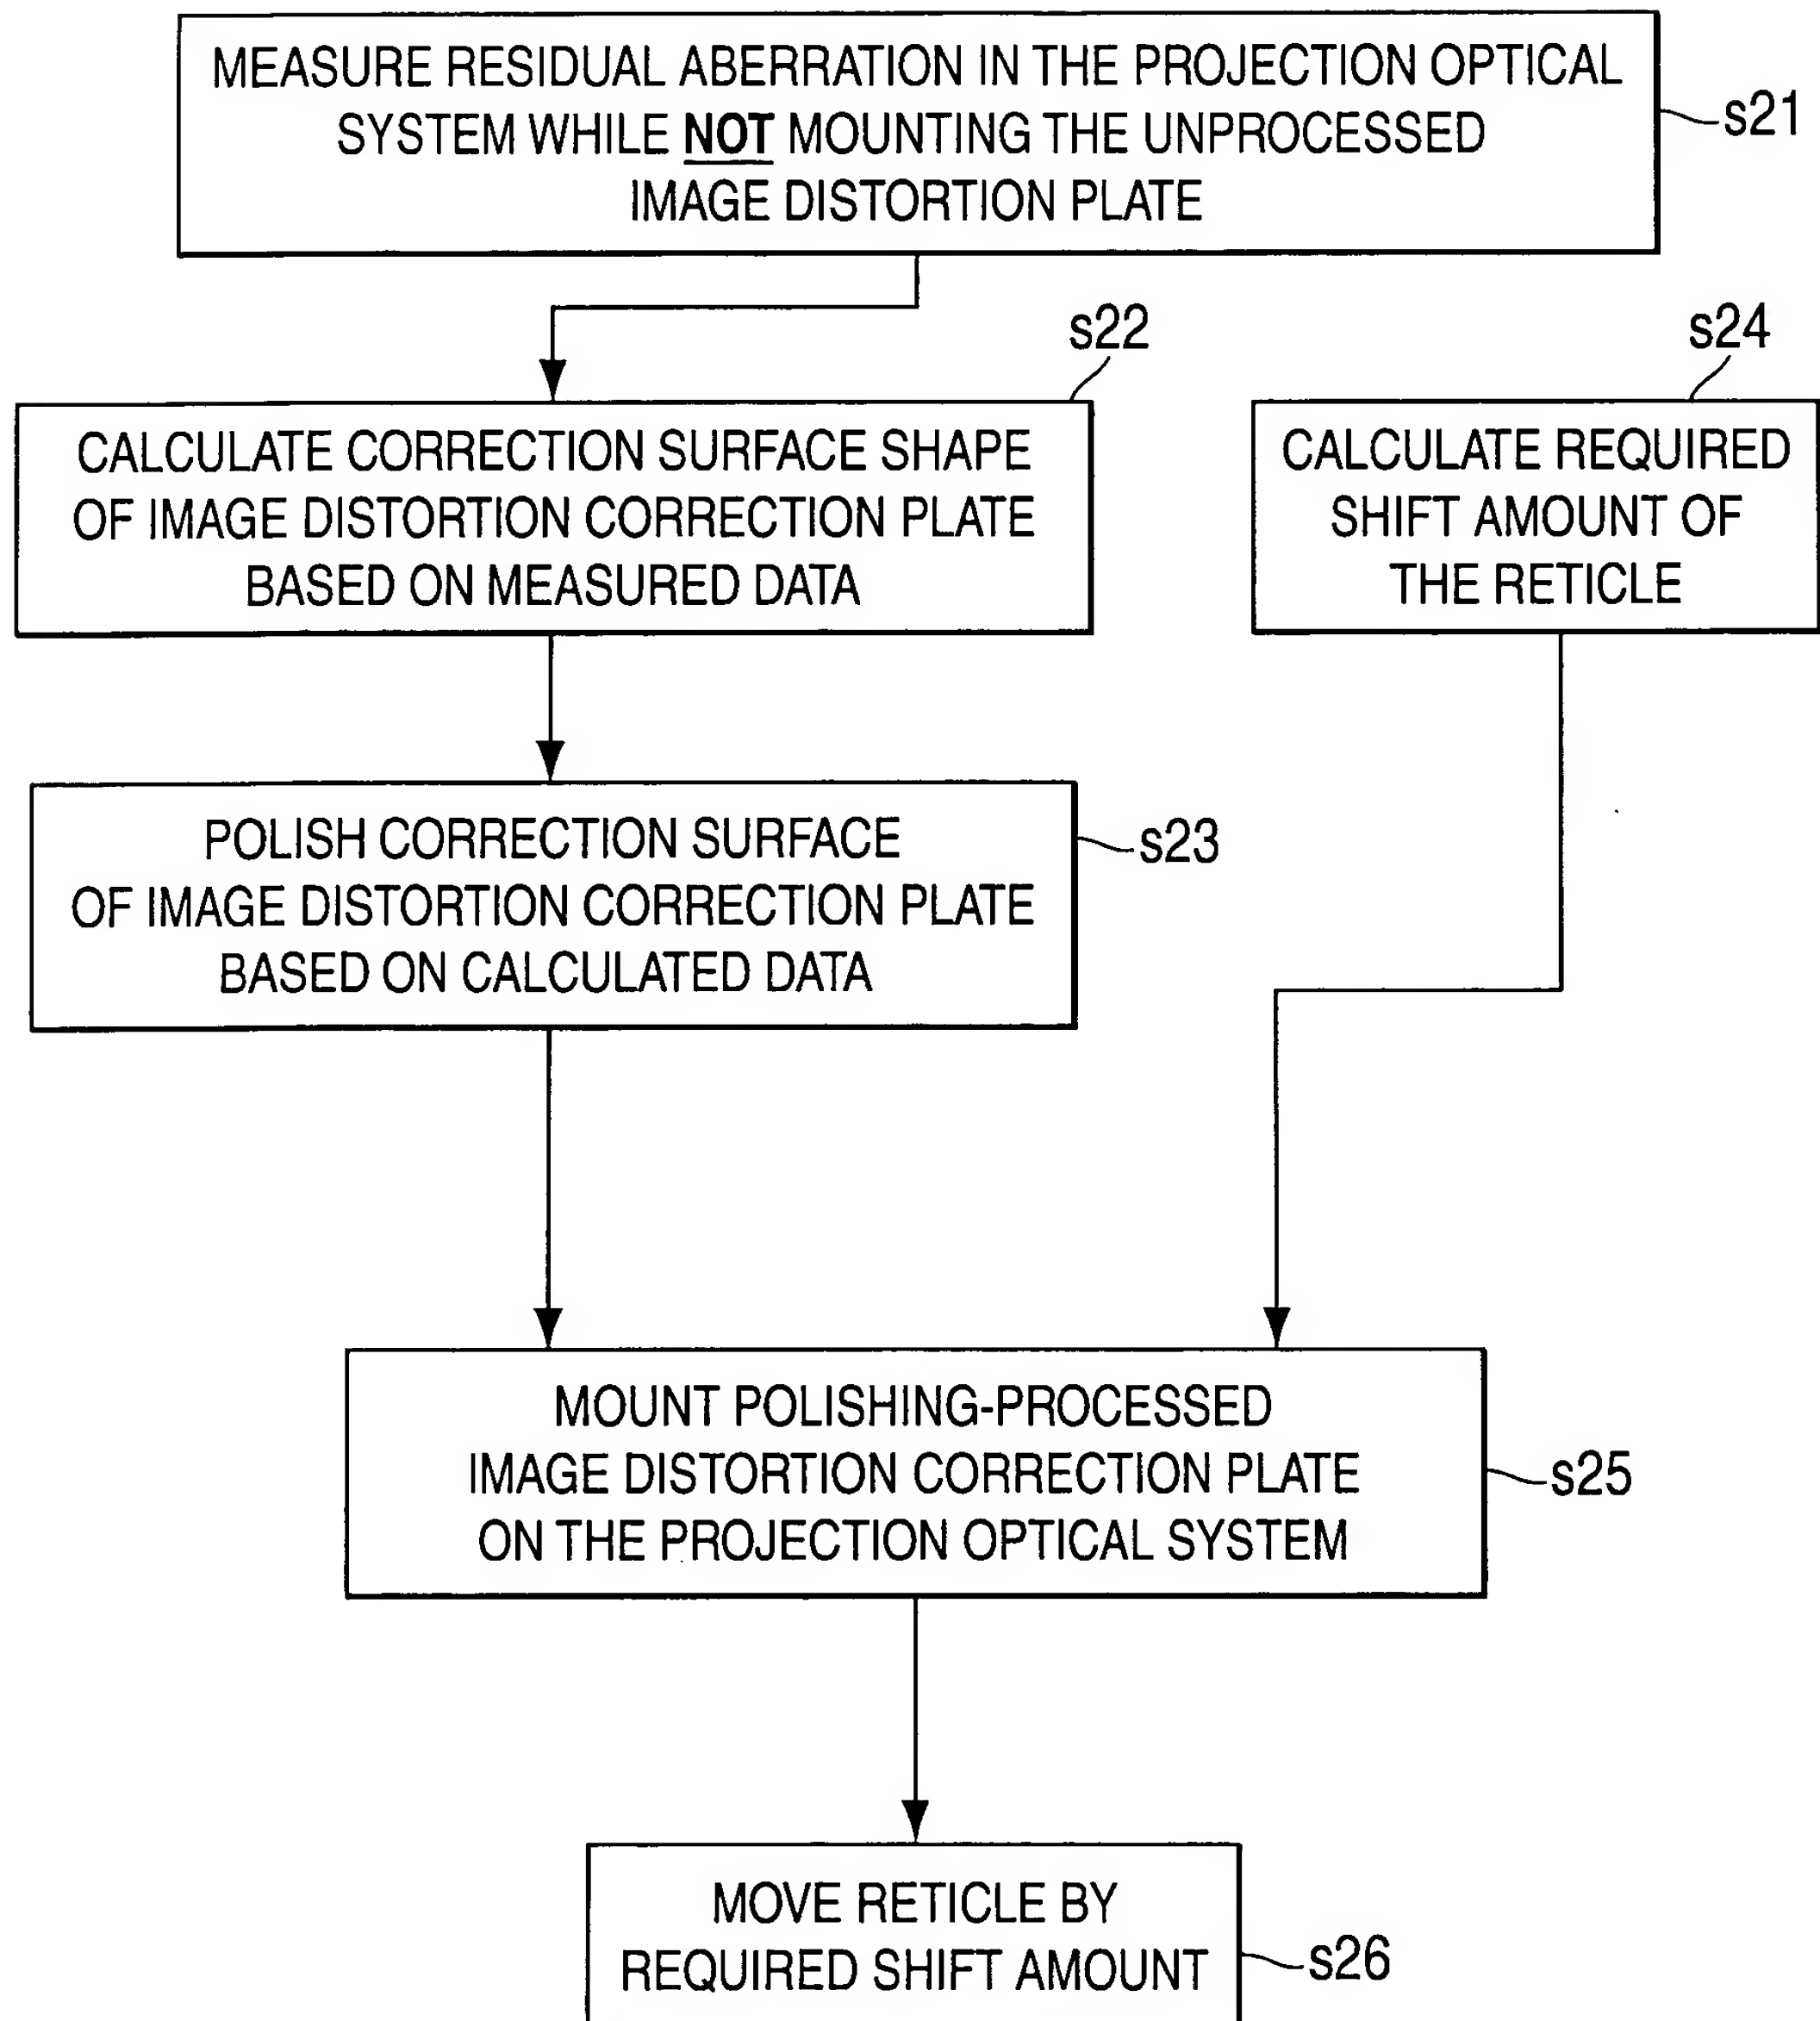 MEASURE RESIDUAL ABERRATION IN THE PROJECTION OPTICAL
SYSTEM WHILE NOT MOUNTING THE UNPROCESSED
IMAGE DISTORTION PLATE
s21
s22
CALCULATE CORRECTION SURFACE SHAPE
OF IMAGE DISTORTION CORRECTION PLATE
BASED ON MEASURED DATA
s24
CALCULATE REQUIRED
SHIFT AMOUNT OF
THE RETICLE
POLISH CORRECTION SURFACE
OF IMAGE DISTORTION CORRECTION PLATE
BASED ON CALCULATED DATA
s23
MOUNT POLISHING-PROCESSED
IMAGE DISTORTION CORRECTION PLATE
ON THE PROJECTION OPTICAL SYSTEM
s25
MOVE RETICLE BY
REQUIRED SHIFT AMOUNT
s26